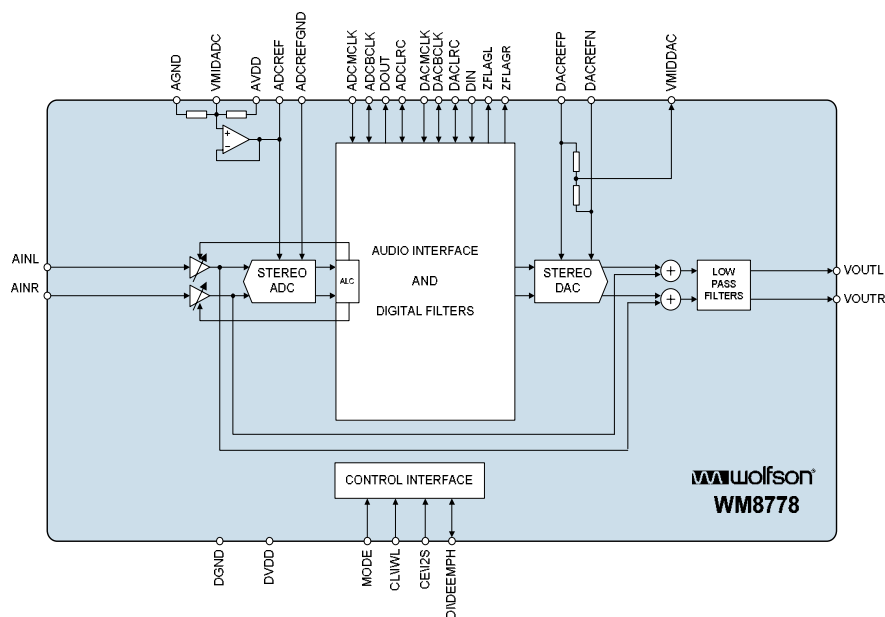 AGND
VMIDADC
AVDD
ADCREF
ADCREFGND
ADCMCLK
ADCBCLK
DOUT
ADCLRC
DACMCLK
DACBCLK
DACLRC
DIN
ZFLAGL
ZFLAGR
DACREFP
DACREFN
VMIDDAC
+
−
AINL
AINR
STEREO
ADC
ALC
AUDIO INTERFACE
AND
DIGITAL FILTERS
STEREO
DAC
+
+
LOW
PASS
FILTERS
VOUTL
VOUTR
CONTROL INTERFACE
wolfson®
WM8778
DGND
DVDD
MODE
CL\IWL
CE\I2S
DI\DEEMPH